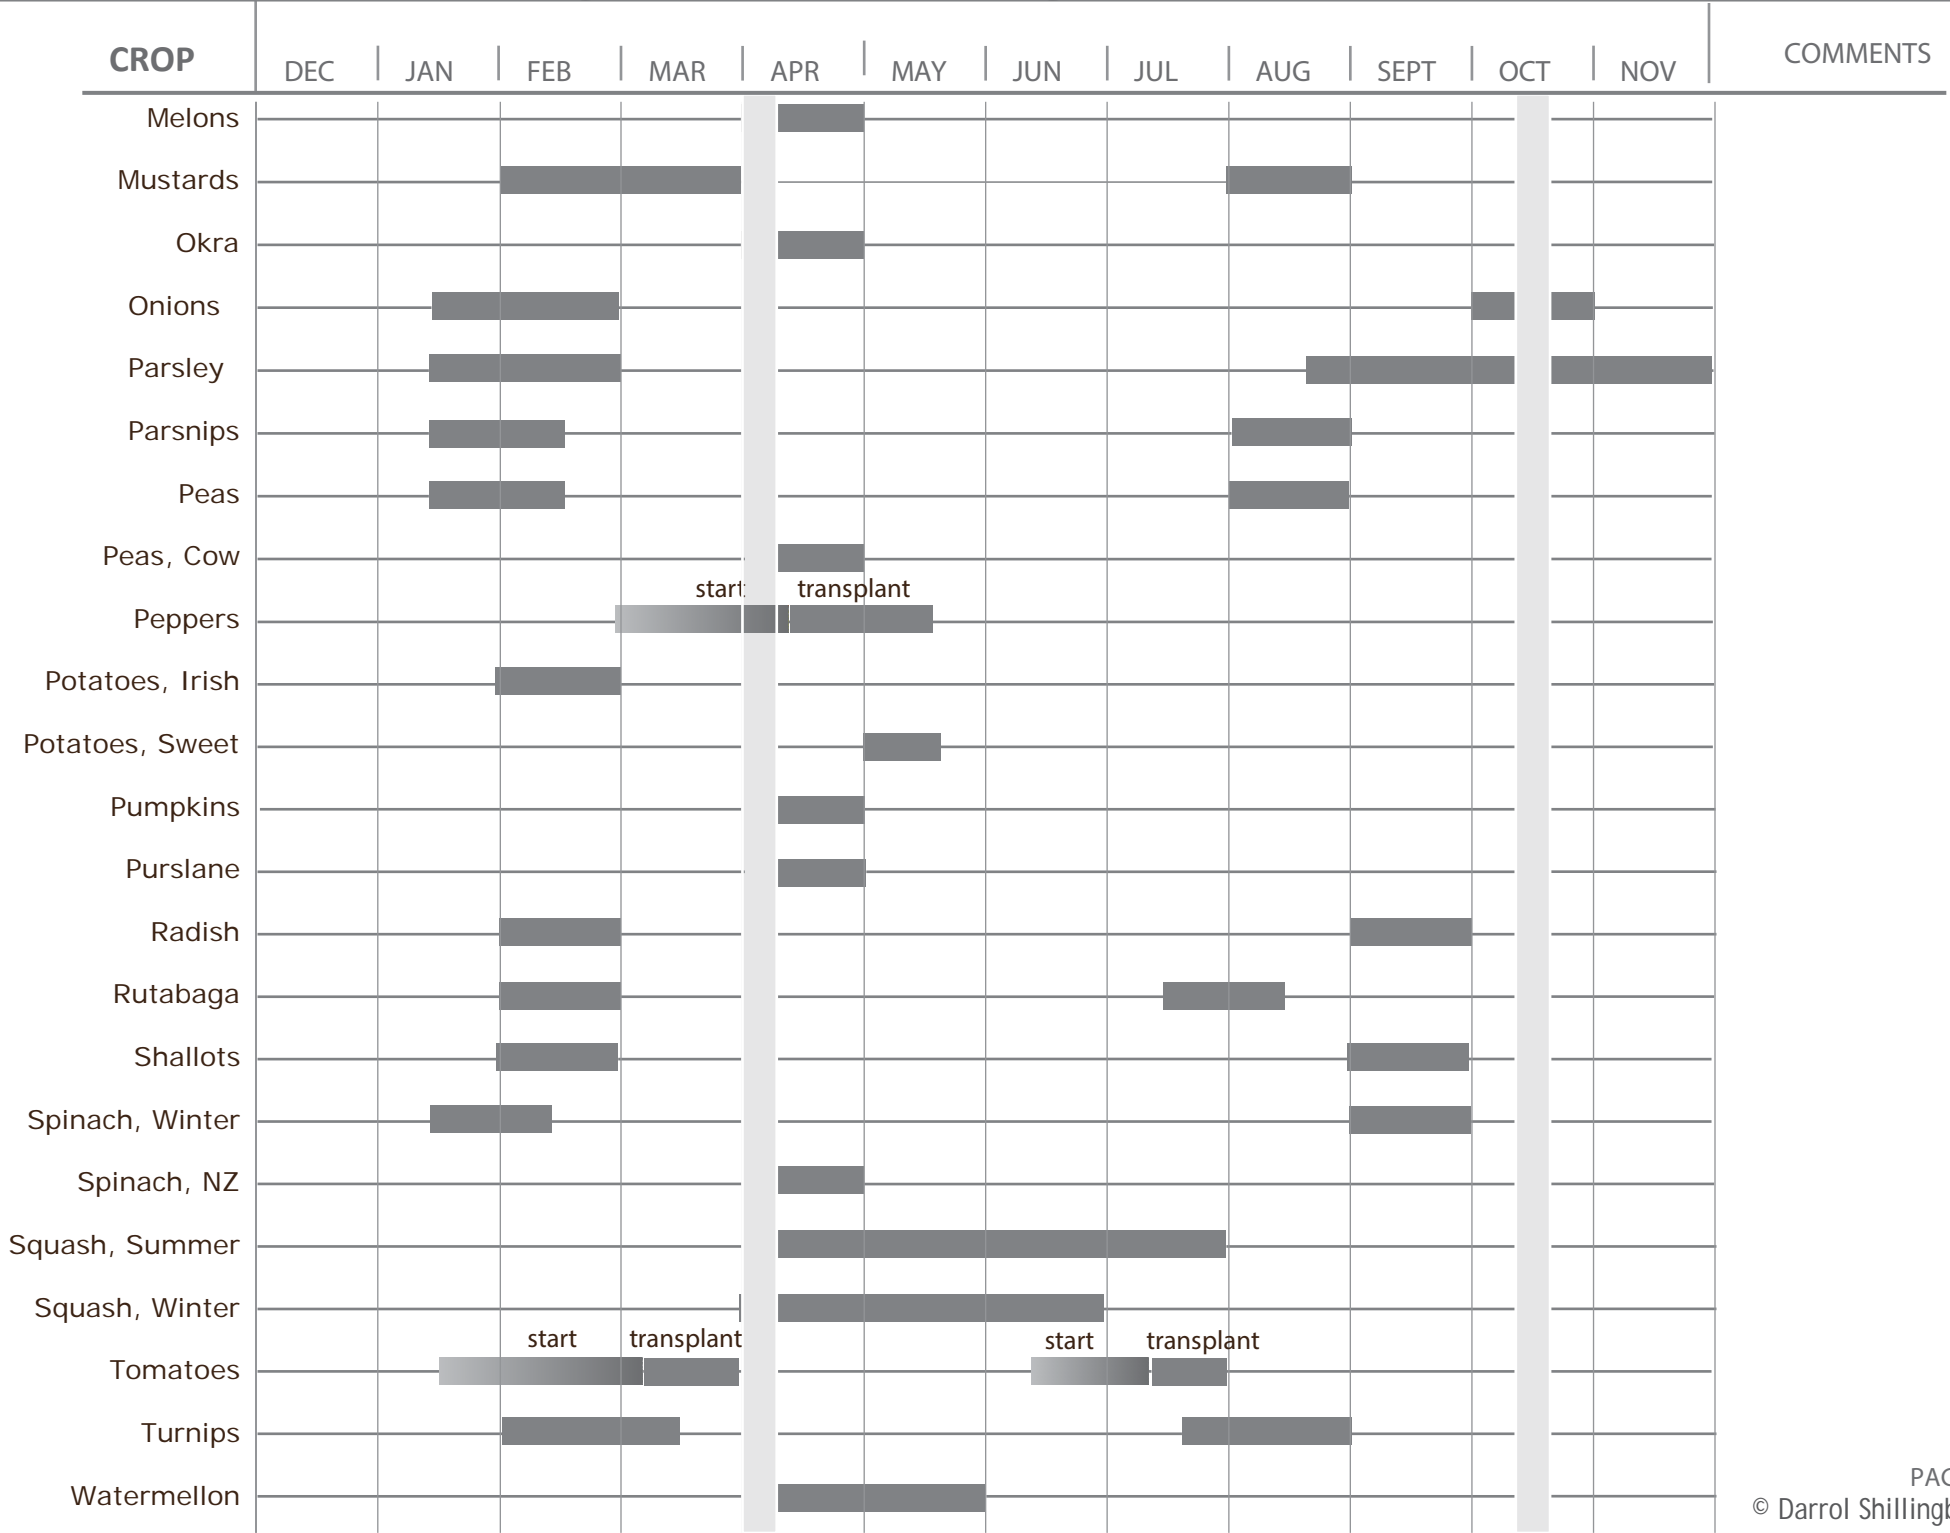 CROP DEC JAN FEB MAR APR MAY JUN JUL AUG SEPT OCT NOV COMMENTS
Melons
Mustards
Okra
Onions
Parsley
Parsnips
Peas
Peas, Cow
start transplant
Peppers
Potatoes, Irish
Potatoes, Sweet
Pumpkins
Purslane
Radish
Rutabaga
Shallots
Spinach, Winter
Spinach, NZ
Squash, Summer
Squash, Winter
start transplant start transplant
Tomatoes
Turnips
Watermellon
© Darrol